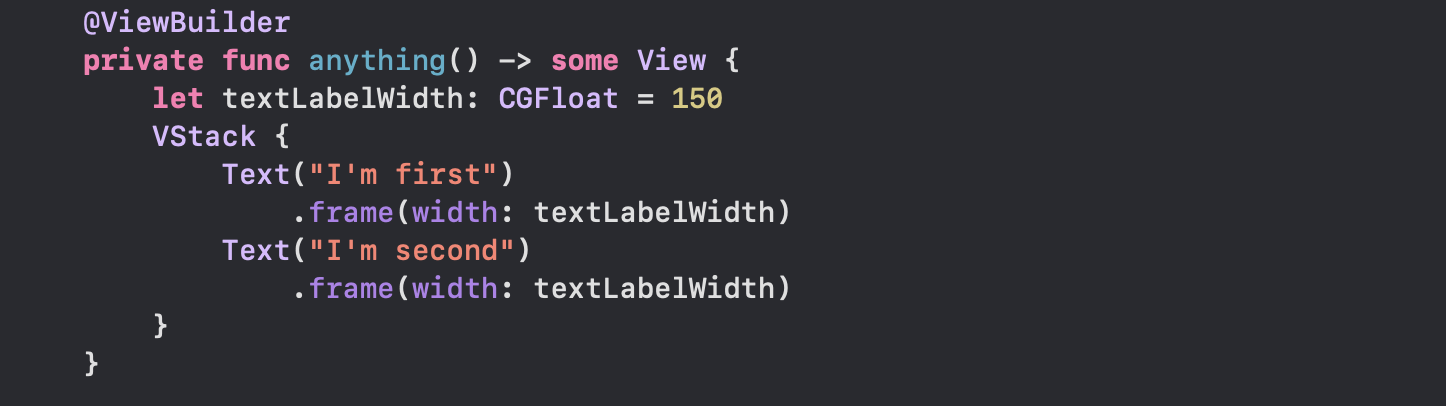 @ViewBuilder
private func anything() -> some View {
    let textLabelWidth: CGFloat = 150
    VStack {
        Text("I'm first")
            .frame(width: textLabelWidth)
        Text("I'm second")
            .frame(width: textLabelWidth)
    }
}